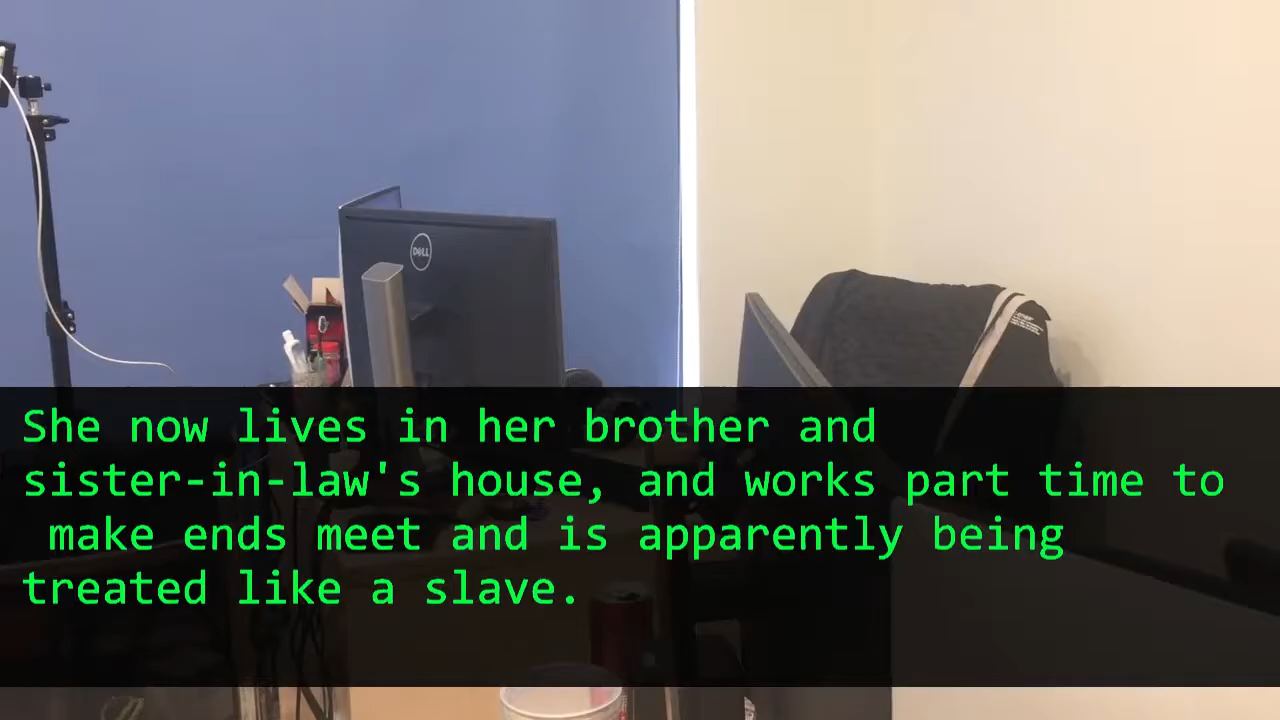 DELL
She now lives in her brother and
sister-in-law's house, and works part time to
make ends meet and is apparently being
treated like a slave.